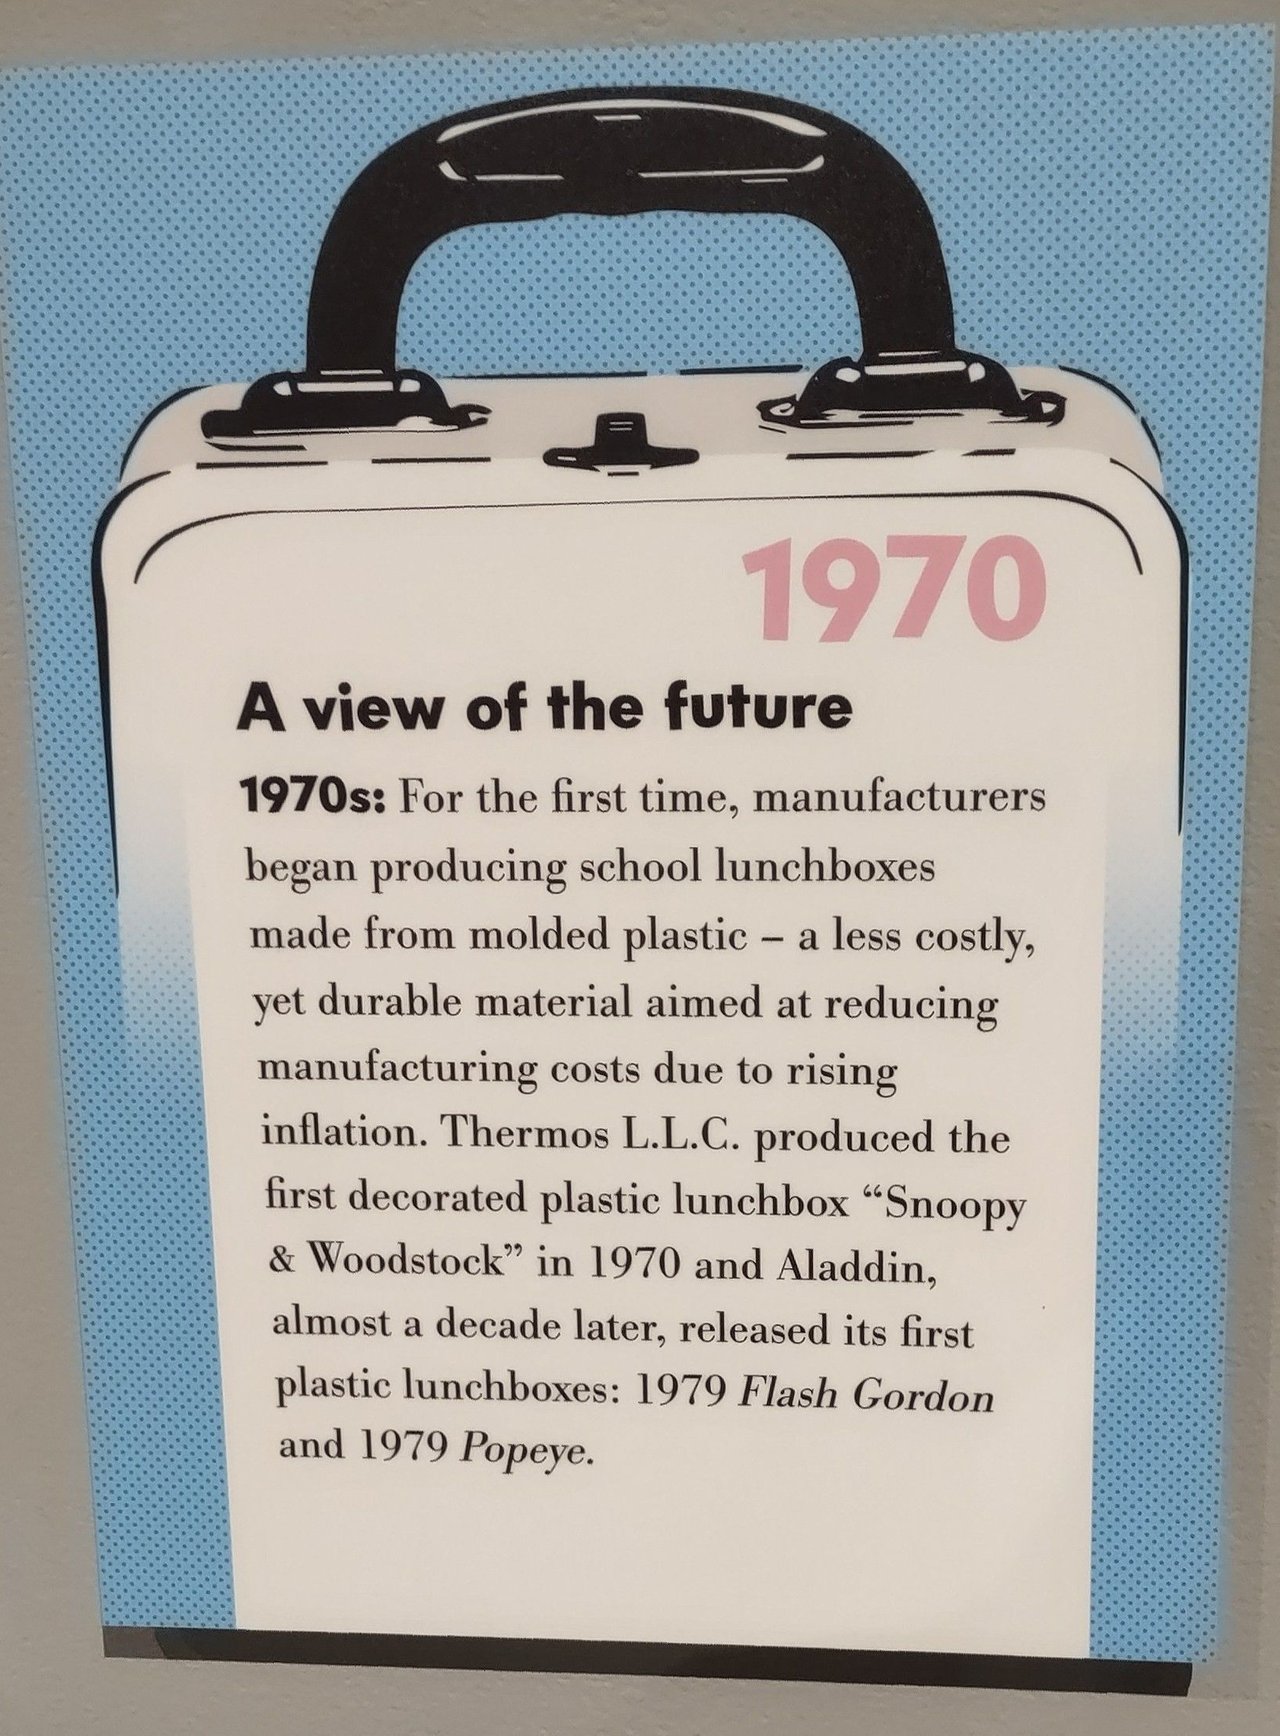 1970
A view of the future
1970s: For the first time, manufacturers
began producing school lunchboxes
made from molded plastic – a less costly,
yet durable material aimed at reducing
manufacturing costs due to rising
inflation. Thermos L.L.C. produced the
first decorated plastic lunchbox “Snoopy
& Woodstock” in 1970 and Aladdin,
almost a decade later, released its first
plastic lunchboxes: 1979 Flash Gordon
and 1979 Popeye.